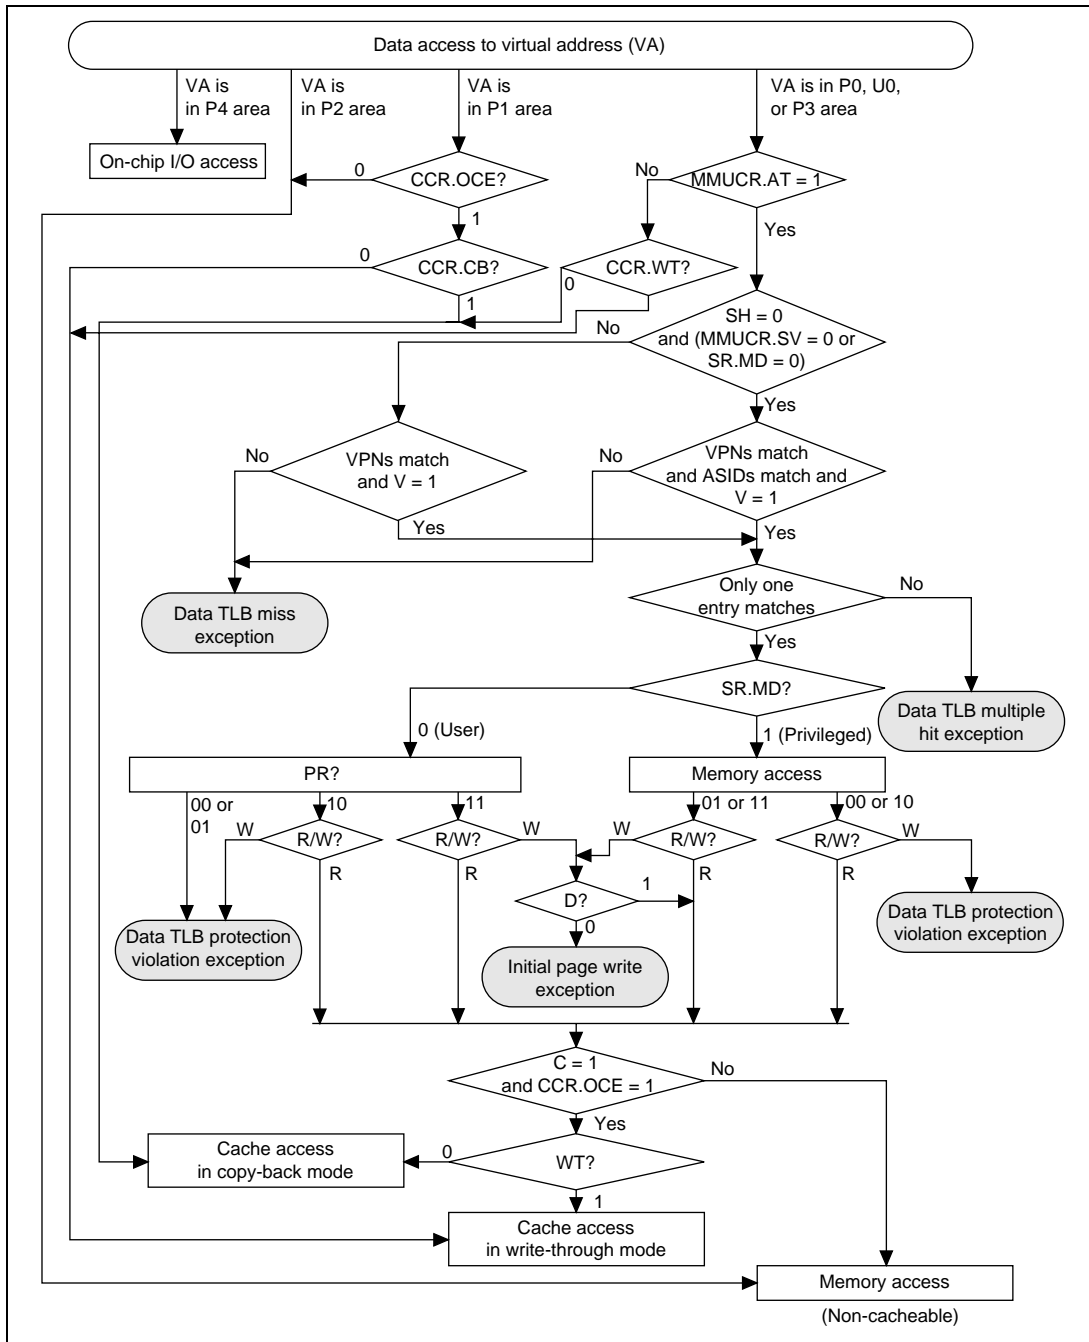 Data access to virtual address (VA)
VA is
in P4 area
VA is
in P2 area
VA is
in P1 area
VA is in P0, U0,
or P3 area
On-chip I/O access
0
CCR.OCE?
No
MMUCR.AT = 1
1
Yes
0
CCR.CB?
CCR.WT?
0
1
SH = 0
and (MMUCR.SV = 0 or
SR.MD = 0)
No
Yes
No
VPNs match
and V = 1
No
VPNs match
and ASIDs match and
V = 1
Yes
Yes
Only one
entry matches
No
Data TLB miss
exception
Yes
SR.MD?
Data TLB multiple
hit exception
0 (User)
1 (Privileged)
PR?
Memory access
00 or
01
10
11
01 or 11
00 or 10
W
R/W?
R/W?
W
W
R/W?
R/W?
W
R
R
R
R
D?
1
0
Data TLB protection
violation exception
Initial page write
exception
Data TLB protection
violation exception
C = 1
and CCR.OCE = 1
No
Yes
Cache access
in copy-back mode
0
WT?
1
Cache access
in write-through mode
Memory access
(Non-cacheable)